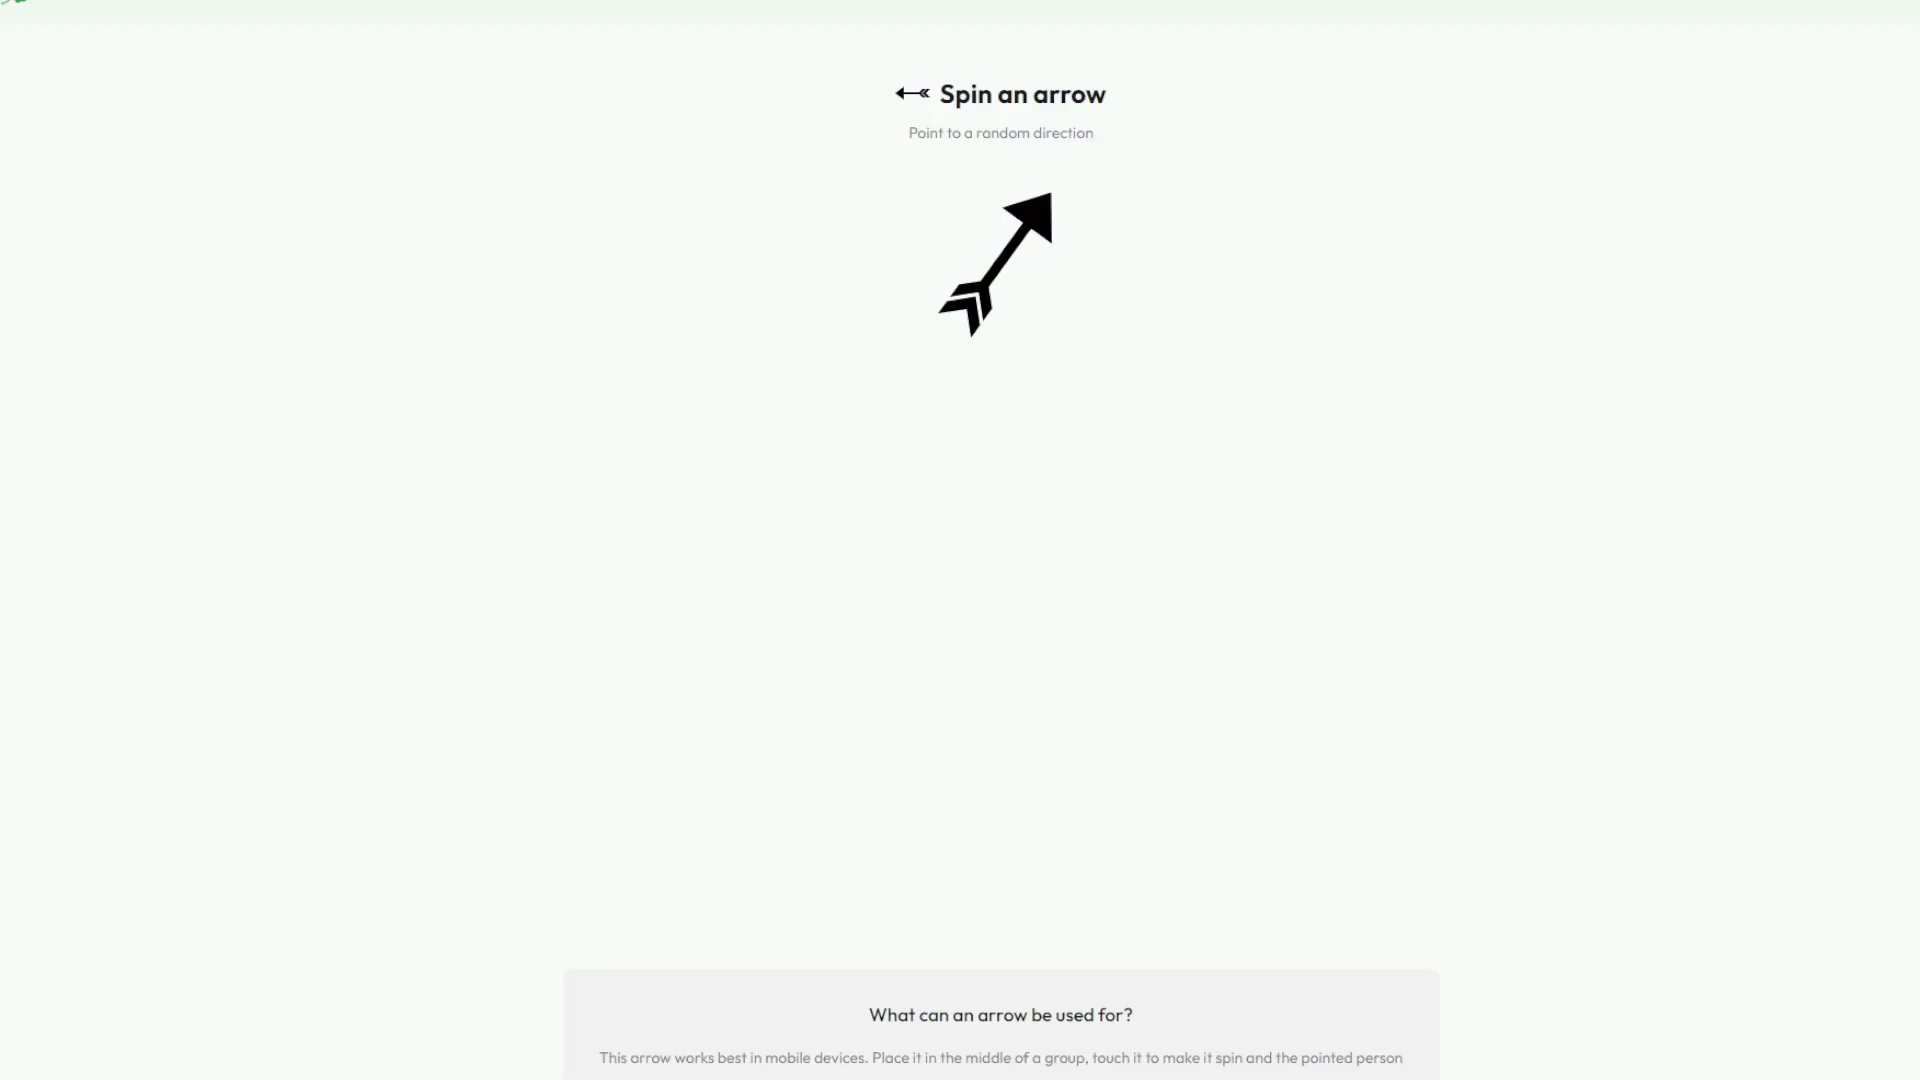 Spin an arrow
Point to a random direction
What can an arrow be used for?
This arrow works best in mobile devices. Place it in the middle of a group, touch it to make it spin and the pointed person